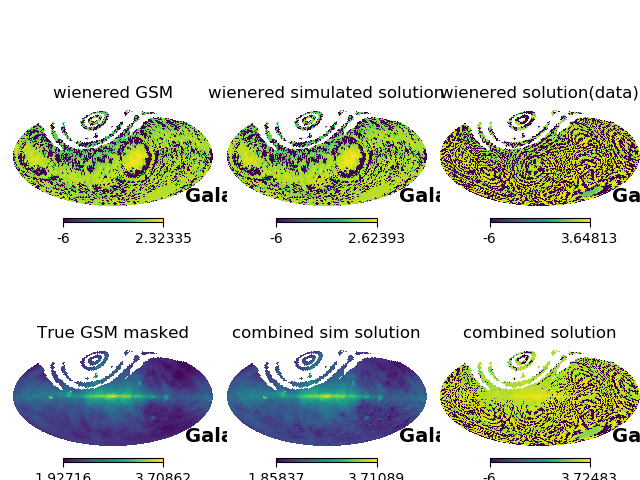 wienered GSM
wienered simulated solution
wienered solution(data)
Gala
Gala
Ga
-6
2.32335
-6
2.62393
-6
3.64813
True GSM masked
combined sim solution
combined solution
Gala
Gala
Ga
1.92716
3.70862
1.85837
3.71089
-6
3.72483